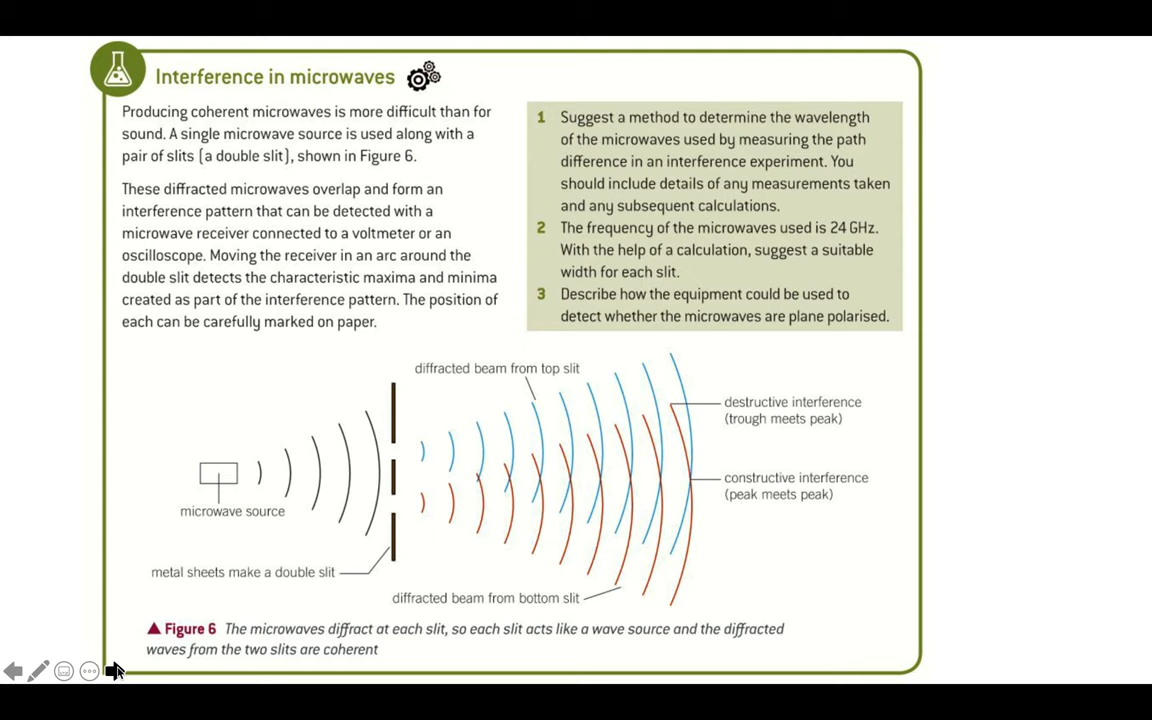 Interference in microwaves
Producing coherent microwaves is more difficult than for
sound. A single microwave source is used along with a
pair of slits (a double slit), shown in Figure 6.
These diffracted microwaves overlap and form an
interference pattern that can be detected with a
microwave receiver connected to a voltmeter or an
oscilloscope. Moving the receiver in an arc around the
double slit detects the characteristic maxima and minima
created as part of the interference pattern. The position of
each can be carefully marked on paper.
1 Suggest a method to determine the wavelength
of the microwaves used by measuring the path
difference in an interference experiment. You
should include details of any measurements taken
and any subsequent calculations.
2 The frequency of the microwaves used is 24 GHz.
With the help of a calculation, suggest a suitable
width for each slit.
3 Describe how the equipment could be used to
detect whether the microwaves are plane polarised.
diffracted beam from top slit
destructive interference
(trough meets peak)
constructive interference
(peak meets peak)
microwave source
metal sheets make a double slit
diffracted beam from bottom slit
▲ Figure 6 The microwaves diffract at each slit, so each slit acts like a wave source and the diffracted
waves from the two slits are coherent